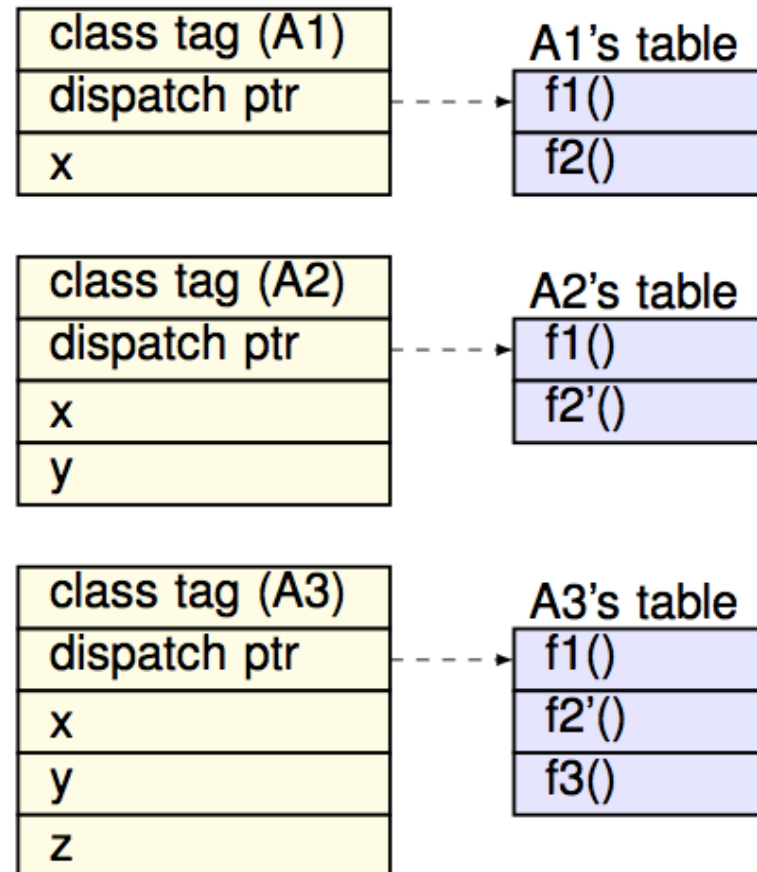 class tag (A1)
dispatch ptr
x
A1's table
f1()
f2()
class tag (A2)
dispatch ptr
x
y
A2's table
f1()
f2'()
class tag (A3)
dispatch ptr
x
y
z
A3's table
f1()
f2'()
f3()